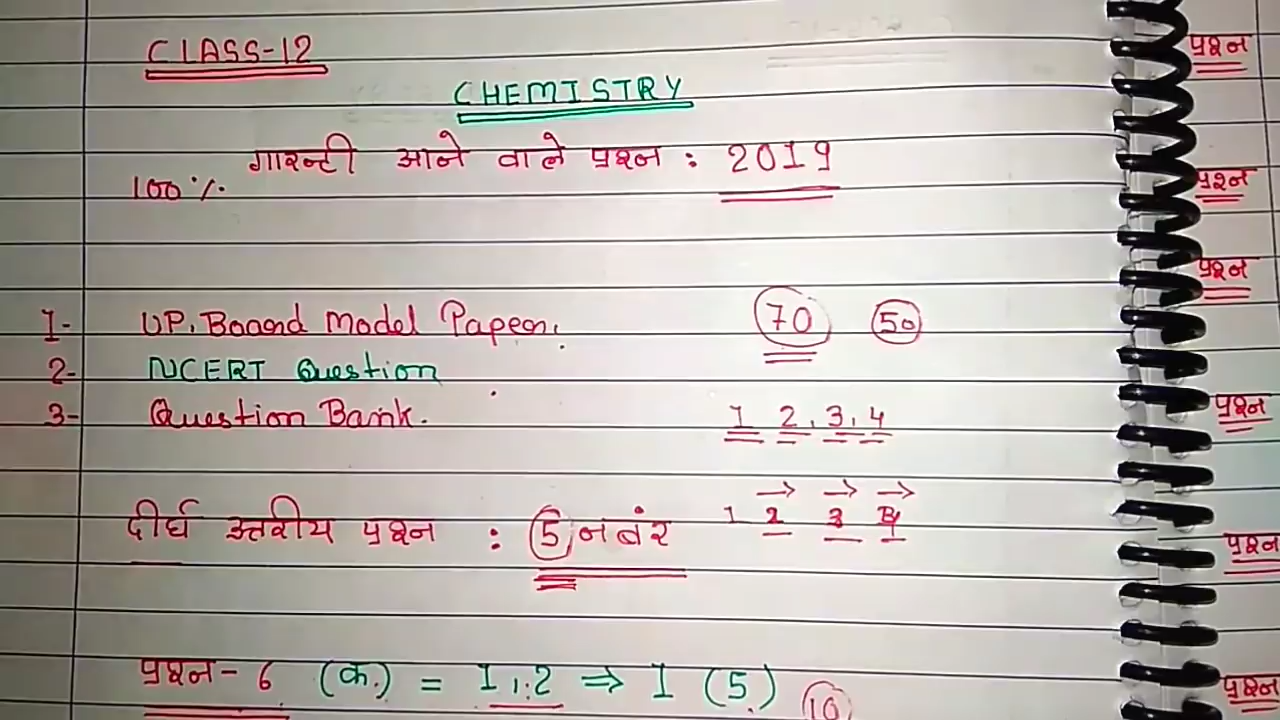 CLASS-12
CHEMISTRY
100% गारन्टी आने वाले प्रश्न : 2019
1- UP. Board Model Paper. 70 50
2- NCERT Question
3- Question Bank. 1 2, 3, 4
दीर्घ उत्तरीय प्रश्न : 5 नबंर 1 2 3 4
प्रश्न- 6 (क.) = 1, 2 ⇒ 1 (5) 10
प्रश्न
प्रश्न
प्रश्न
प्रश्न
प्रश्न
प्रश्न